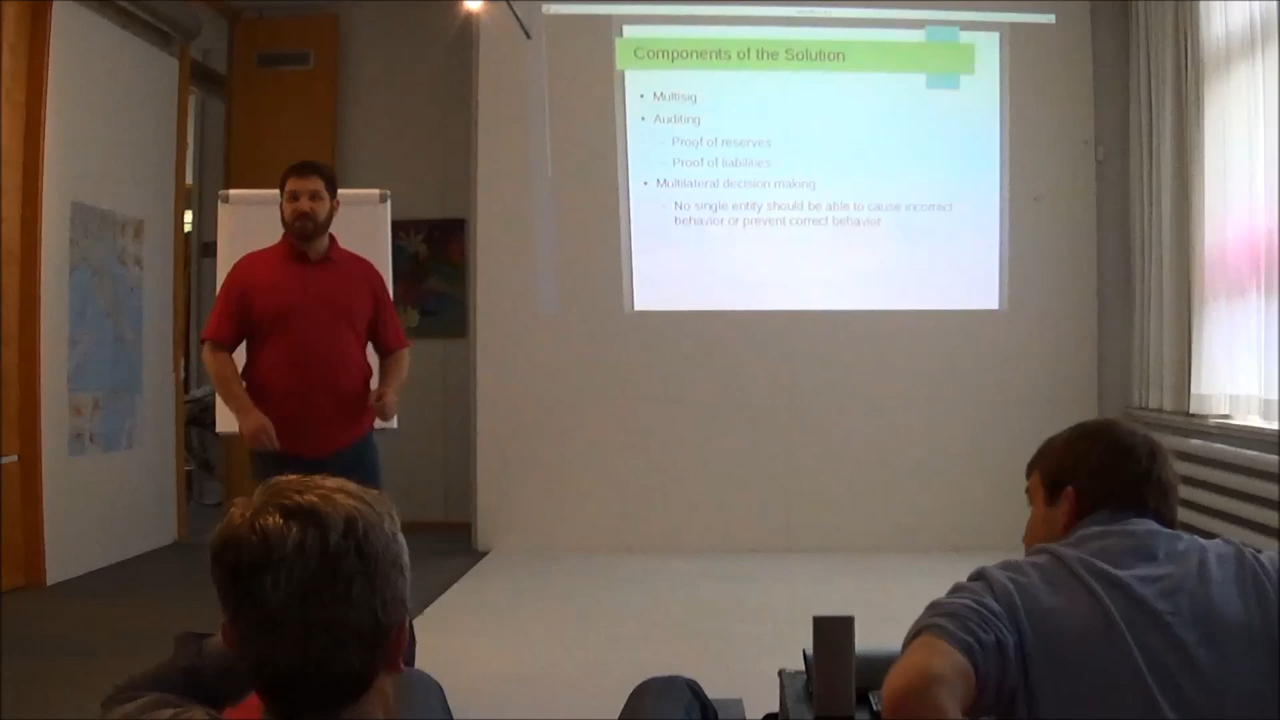 Components of the Solution
• Multisig
• Auditing
– Proof of reserves
– Proof of liabilities
• Multilateral decision making
– No single entity should be able to cause incorrect
behavior or prevent correct behavior